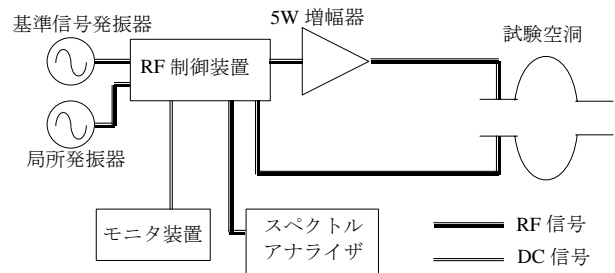 基準信号発振器
5W 増幅器
試験空洞
RF 制御装置
局所発振器
モニタ装置
スペクトル
アナライザ
RF 信号
DC 信号